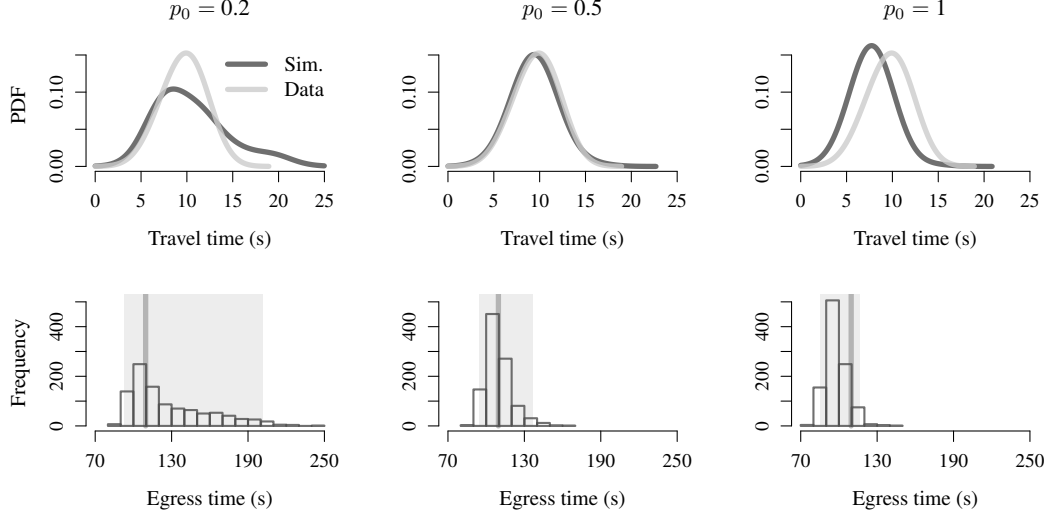 p₀ = 0.2
p₀ = 0.5
p₀ = 1
PDF
0.00 0.10
Sim.
Data
0 5 10 15 20 25
Travel time (s)
0.00 0.10
0 5 10 15 20 25
Travel time (s)
0.00 0.10
0 5 10 15 20 25
Travel time (s)
Frequency
0 200 400
70 130 190 250
Egress time (s)
0 200 400
70 130 190 250
Egress time (s)
0 200 400
70 130 190 250
Egress time (s)